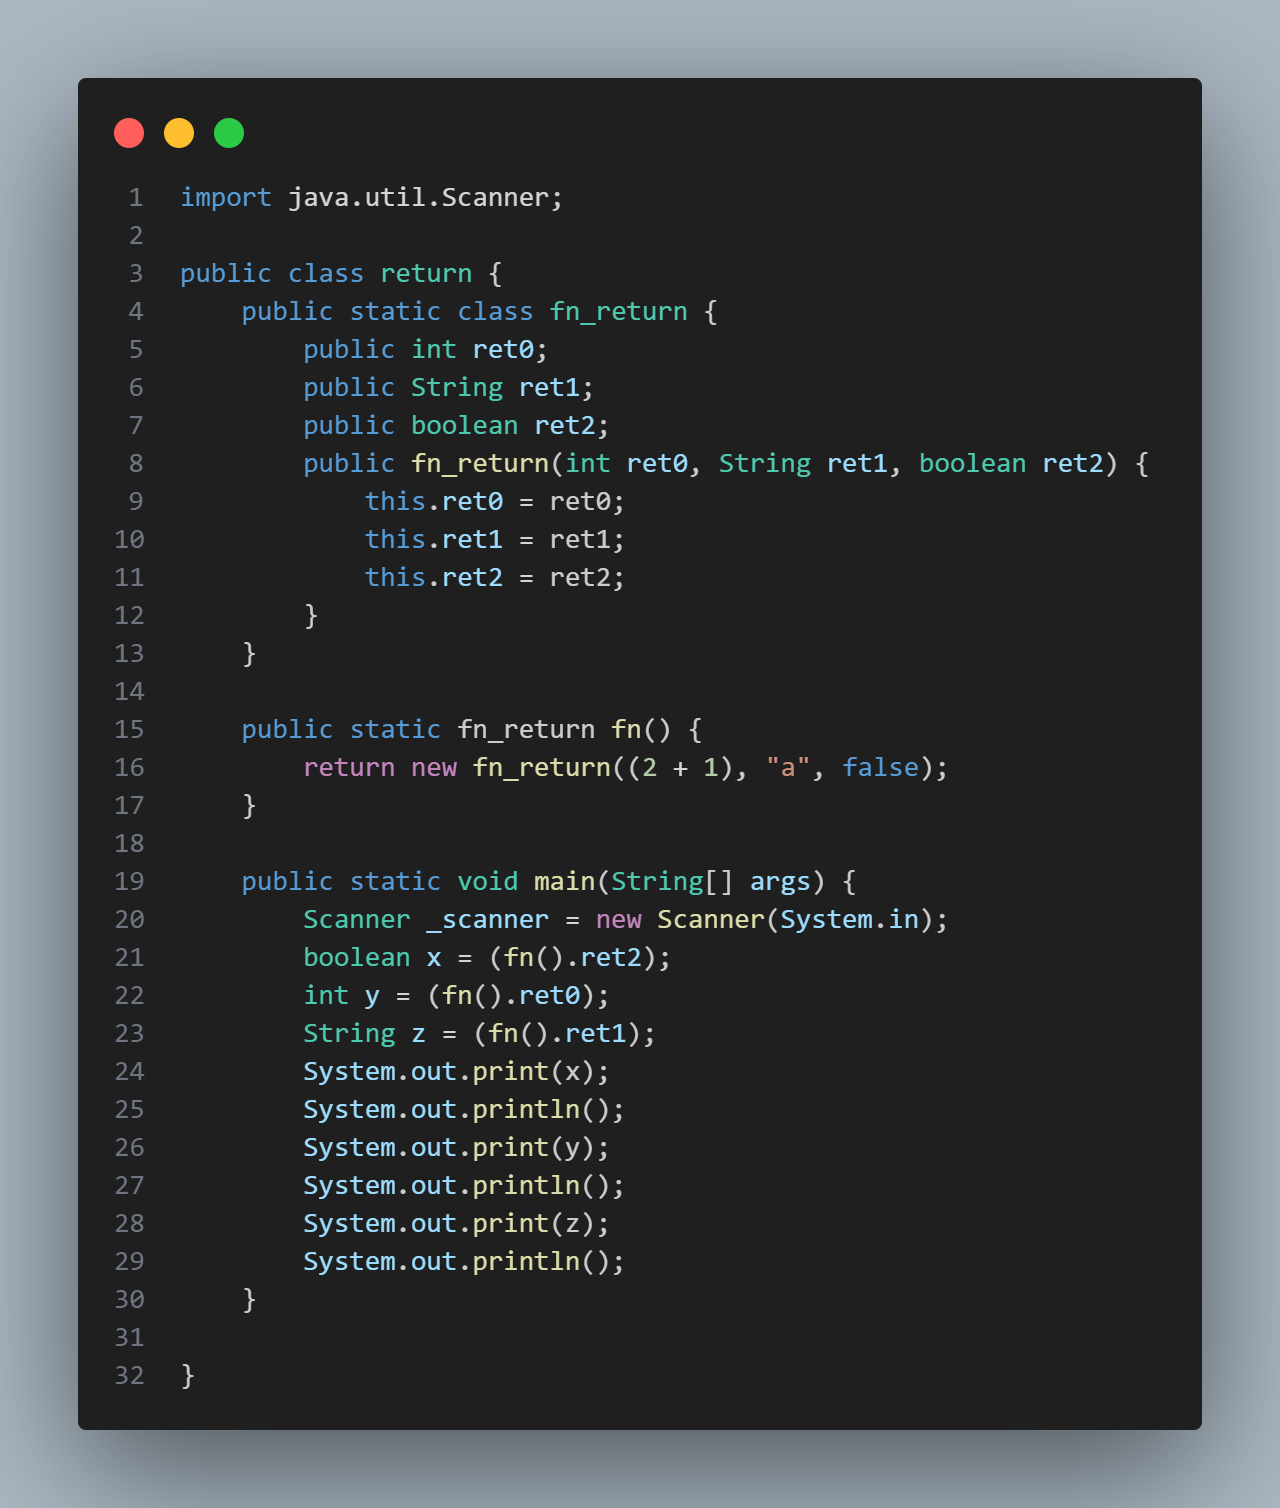 1 import java.util.Scanner;
2
3 public class return {
4     public static class fn_return {
5         public int ret0;
6         public String ret1;
7         public boolean ret2;
8         public fn_return(int ret0, String ret1, boolean ret2) {
9             this.ret0 = ret0;
10             this.ret1 = ret1;
11             this.ret2 = ret2;
12         }
13     }
14
15     public static fn_return fn() {
16         return new fn_return((2 + 1), "a", false);
17     }
18
19     public static void main(String[] args) {
20         Scanner _scanner = new Scanner(System.in);
21         boolean x = (fn().ret2);
22         int y = (fn().ret0);
23         String z = (fn().ret1);
24         System.out.print(x);
25         System.out.println();
26         System.out.print(y);
27         System.out.println();
28         System.out.print(z);
29         System.out.println();
30     }
31
32 }